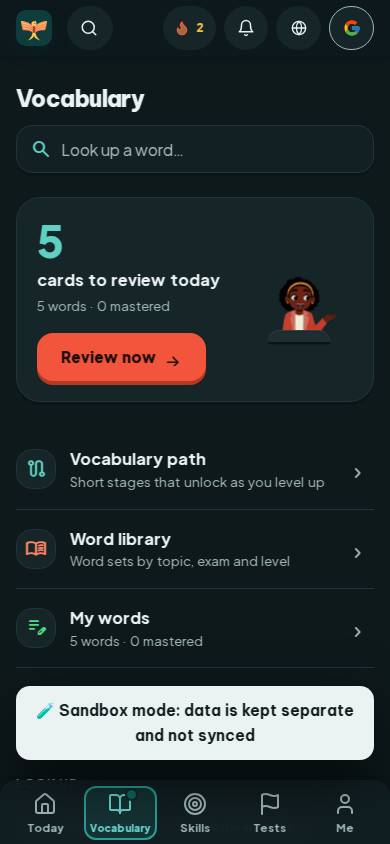 2
Vocabulary
Look up a word...
5
cards to review today
5 words · 0 mastered
Review now →
Vocabulary path
Short stages that unlock as you level up
Word library
Word sets by topic, exam and level
My words
5 words · 0 mastered
🧪 Sandbox mode: data is kept separate
and not synced
Today
Vocabulary
Skills
Tests
Me